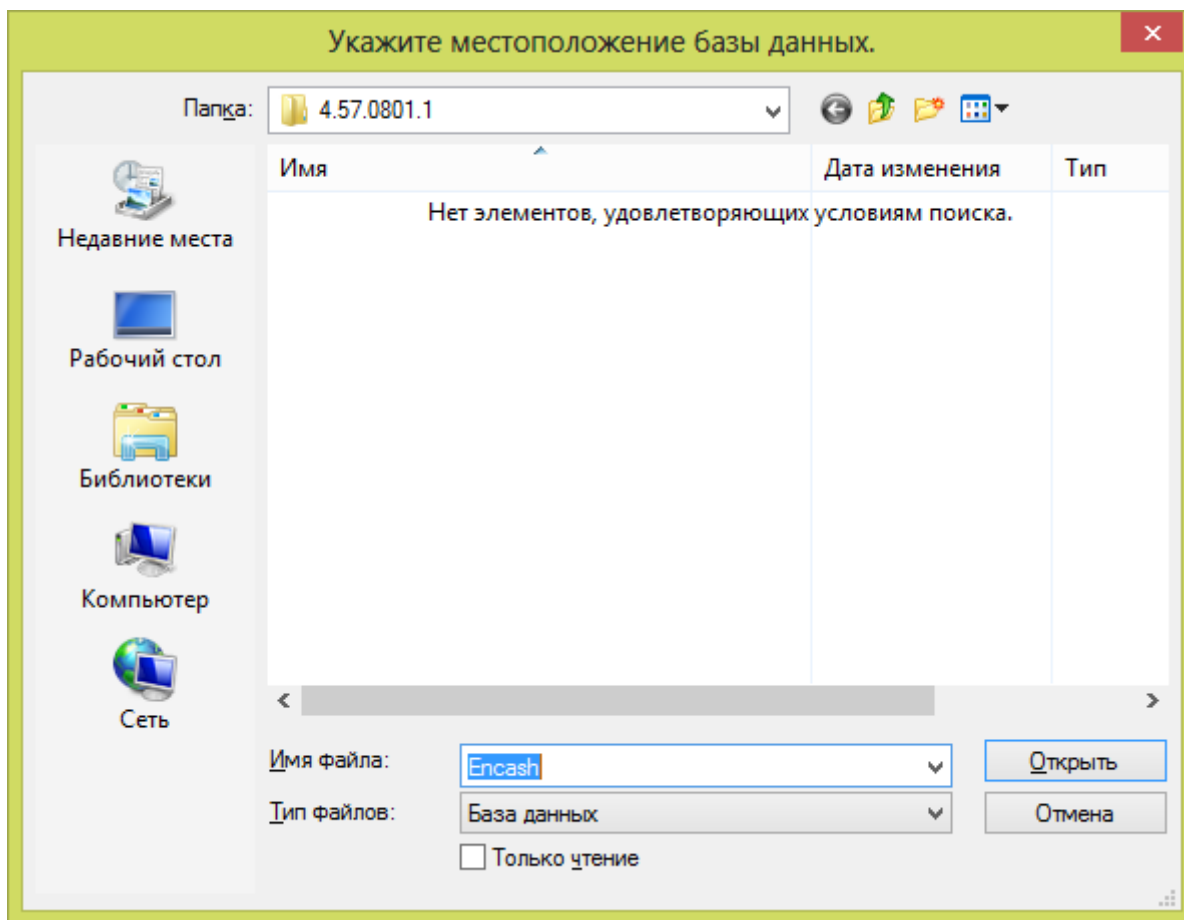 Укажите местоположение базы данных.
Папка: 4.57.0801.1
Имя Дата изменения Тип
Нет элементов, удовлетворяющих условиям поиска.
Недавние места
Рабочий стол
Библиотеки
Компьютер
Сеть
Имя файла: Encash Открыть
Тип файлов: База данных Отмена
Только чтение